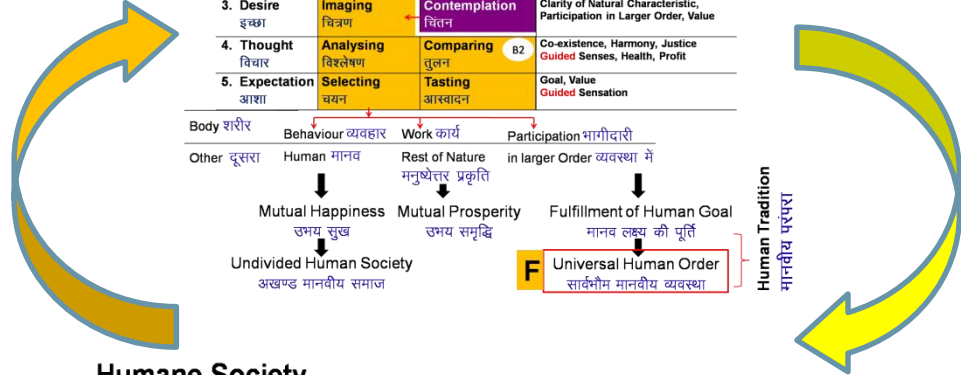 3. Desire Imaging Contemplation Clarity of Natural Characteristic,
इच्छा चित्रण चिंतन Participation in Larger Order, Value
4. Thought Analysing Comparing B2 Co-existence, Harmony, Justice
विचार विश्लेषण तुलन Guided Senses, Health, Profit
5. Expectation Selecting Tasting Goal, Value
आशा चयन आस्वादन Guided Sensation
Body शरीर Behaviour व्यवहार Work कार्य Participation भागीदारी
Other दूसरा Human मानव Rest of Nature in larger Order व्यवस्था में
मनुष्येत्तर प्रकृति
Mutual Happiness Mutual Prosperity Fulfillment of Human Goal
उभय सुख उभय समृद्धि मानव लक्ष्य की पूर्ति
Undivided Human Society F Universal Human Order
अखण्ड मानवीय समाज सार्वभौम मानवीय व्यवस्था
Human Tradition
मानवीय परंपरा
Humane Society